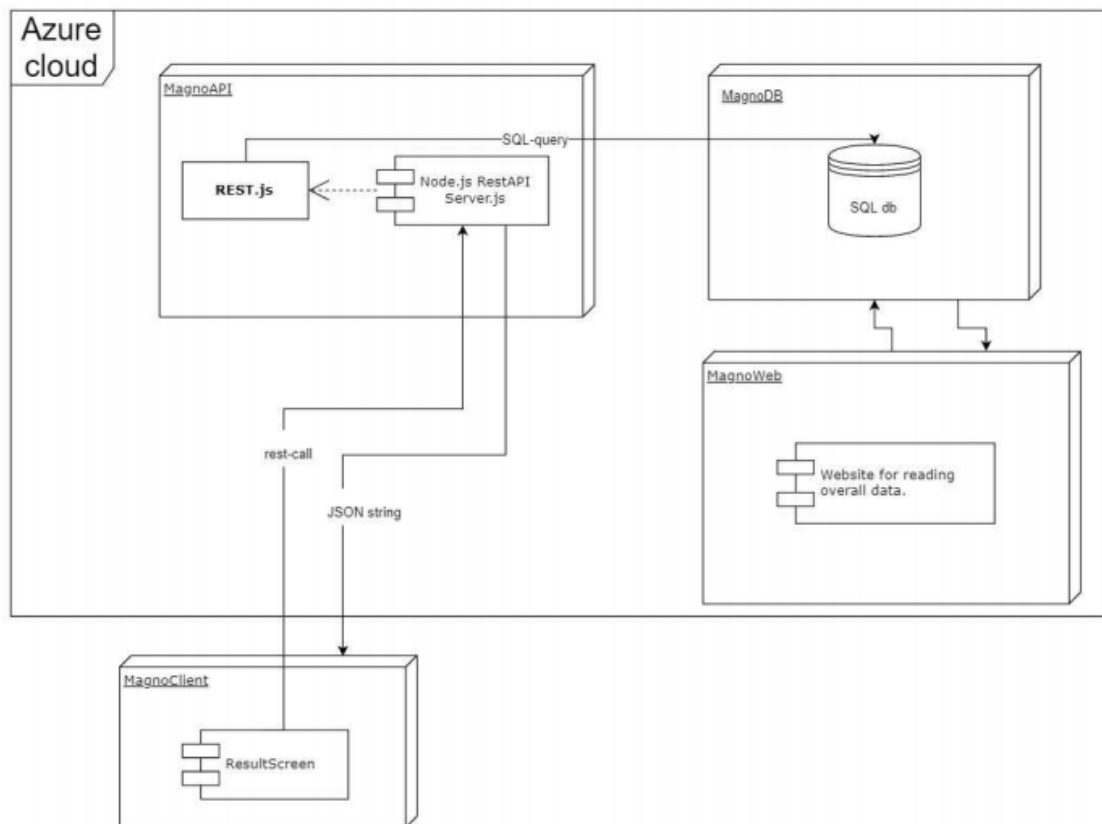 Azure
cloud
MagnoAPI
MagnoDB
SQL-query
REST.js
Node.js RestAPI
Server.js
SQL db
MagnoWeb
rest-call
Website for reading
overall data.
JSON string
MagnoClient
ResultScreen